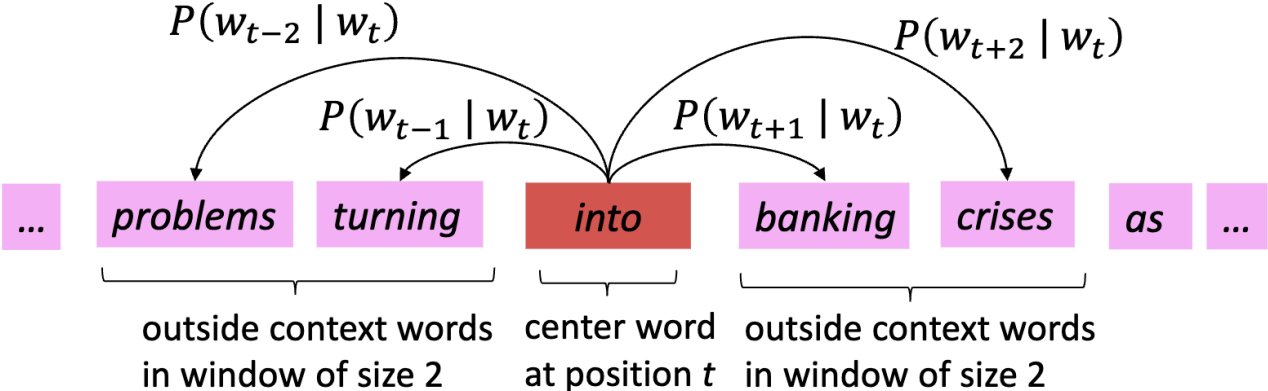 P(w_{t−2} | w_t)
P(w_{t+2} | w_t)
P(w_{t−1} | w_t)
P(w_{t+1} | w_t)
... problems turning into banking crises as ...
outside context words
in window of size 2
center word
at position t
outside context words
in window of size 2